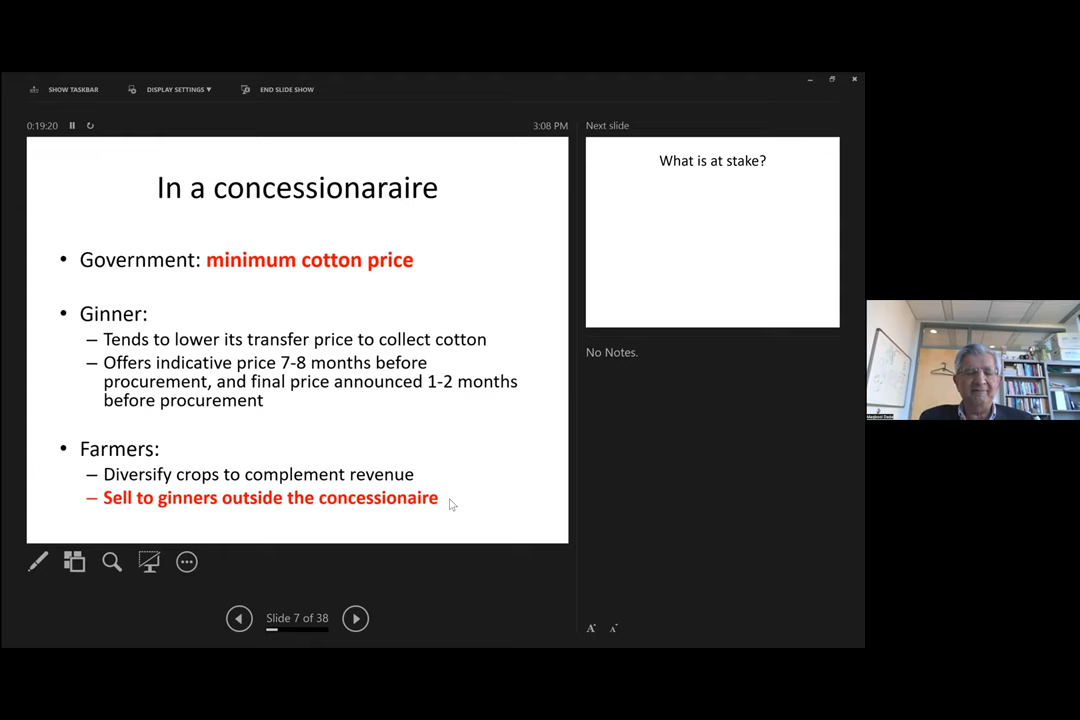 SHOW TASKBAR
DISPLAY SETTINGS ▼
END SLIDE SHOW
0:19:20
3:08 PM
In a concessionaraire
• Government: minimum cotton price
• Ginner:
– Tends to lower its transfer price to collect cotton
– Offers indicative price 7-8 months before
procurement, and final price announced 1-2 months
before procurement
• Farmers:
– Diversify crops to complement revenue
– Sell to ginners outside the concessionaire
Slide 7 of 38
Next slide
What is at stake?
No Notes.
A A